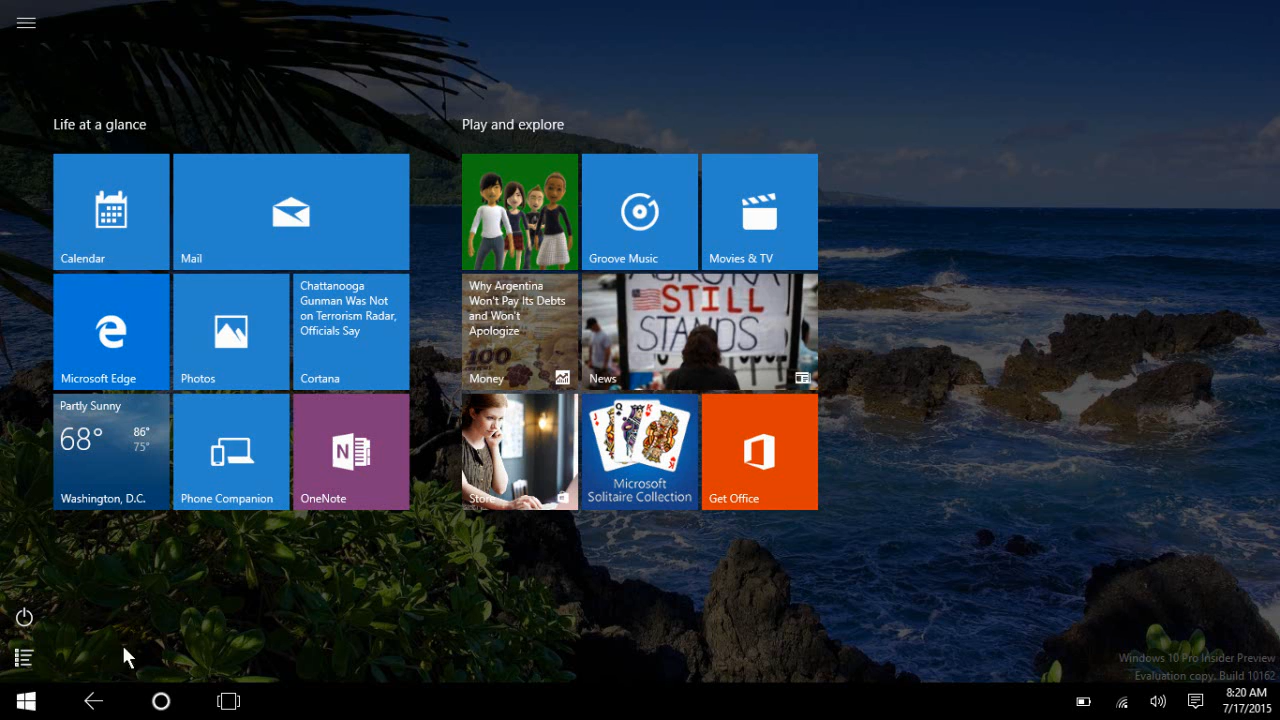 Life at a glance
Play and explore
Calendar
Mail
Groove Music
Movies & TV
Chattanooga
Gunman Was Not
on Terrorism Radar,
Officials Say
Why Argentina
Won't Pay Its Debts
and Won't
Apologize
100
STILL
STANDS
Microsoft Edge
Photos
Cortana
Money
News
Partly Sunny
68°
86°
75°
J
Q
K
Microsoft
Solitaire Collection
Washington, D.C.
Phone Companion
N
OneNote
Store
Get Office
Windows 10 Pro Insider Preview
Evaluation copy. Build 10162
8:20 AM
7/17/2015